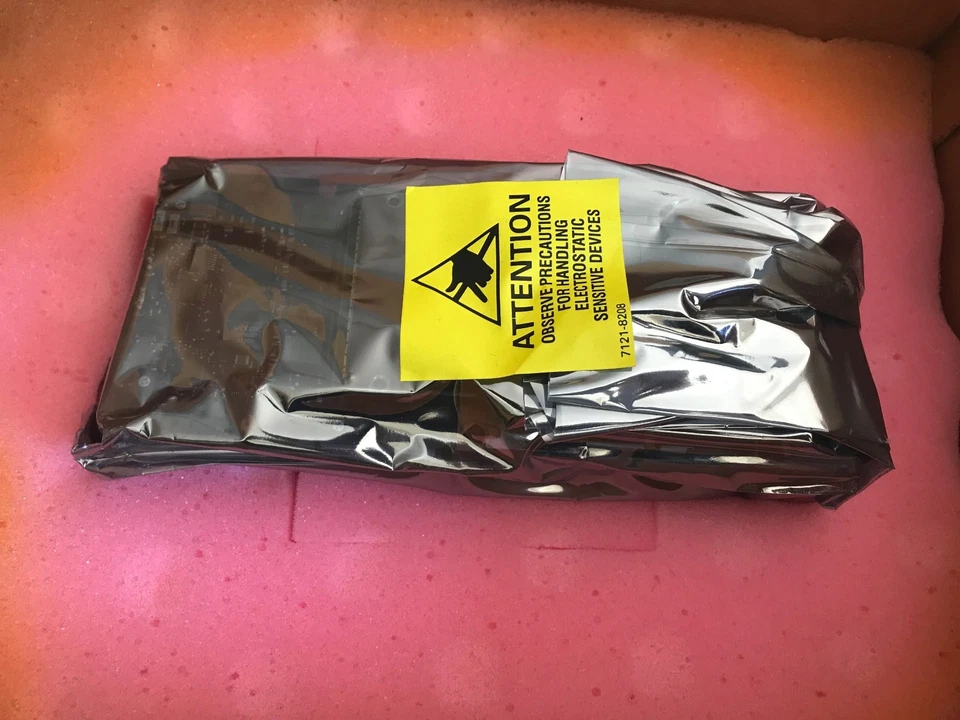 ATTENTION
OBSERVE PRECAUTIONS
FOR HANDLING
ELECTROSTATIC
SENSITIVE DEVICES
7121-8208